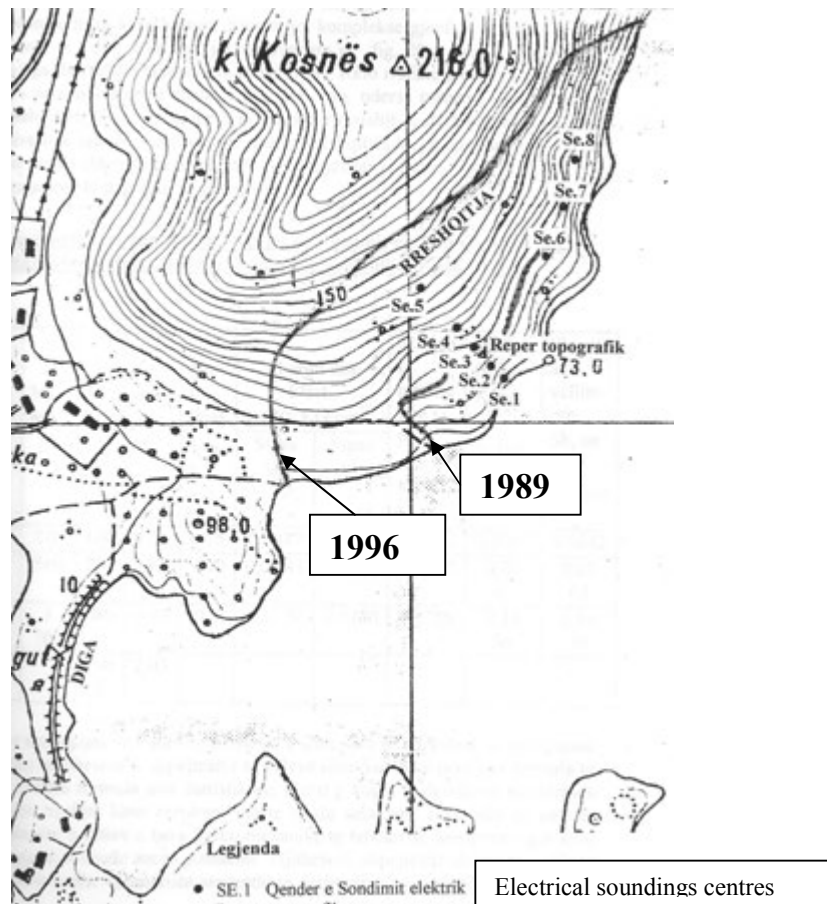 k. Kosnës 216.0
Se.8
Se.7
RRESHQITJA
Se.6
150
Se.5
Se.4
Reper topografik
Se.3
73.0
Se.2
Se.1
ka
1989
98.0
1996
10
gut
DIGA
Legjenda
SE.1 Qender e Sondimit elektrik
Electrical soundings centres